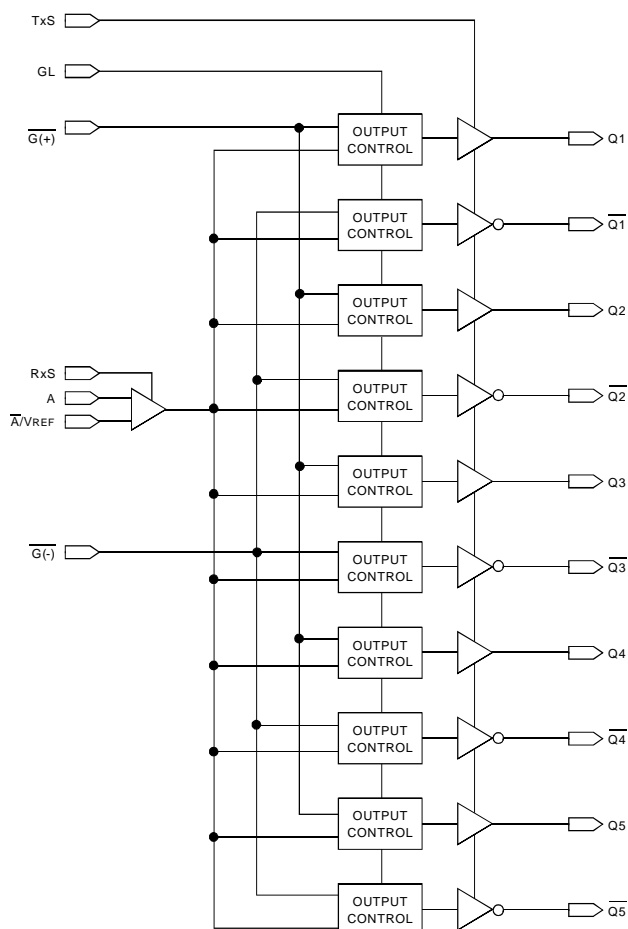 TxS
GL
G(+)
OUTPUT
CONTROL
Q1
OUTPUT
CONTROL
Q1
OUTPUT
CONTROL
Q2
RxS
A
A/VREF
OUTPUT
CONTROL
Q2
OUTPUT
CONTROL
Q3
G(-)
OUTPUT
CONTROL
Q3
OUTPUT
CONTROL
Q4
OUTPUT
CONTROL
Q4
OUTPUT
CONTROL
Q5
OUTPUT
CONTROL
Q5